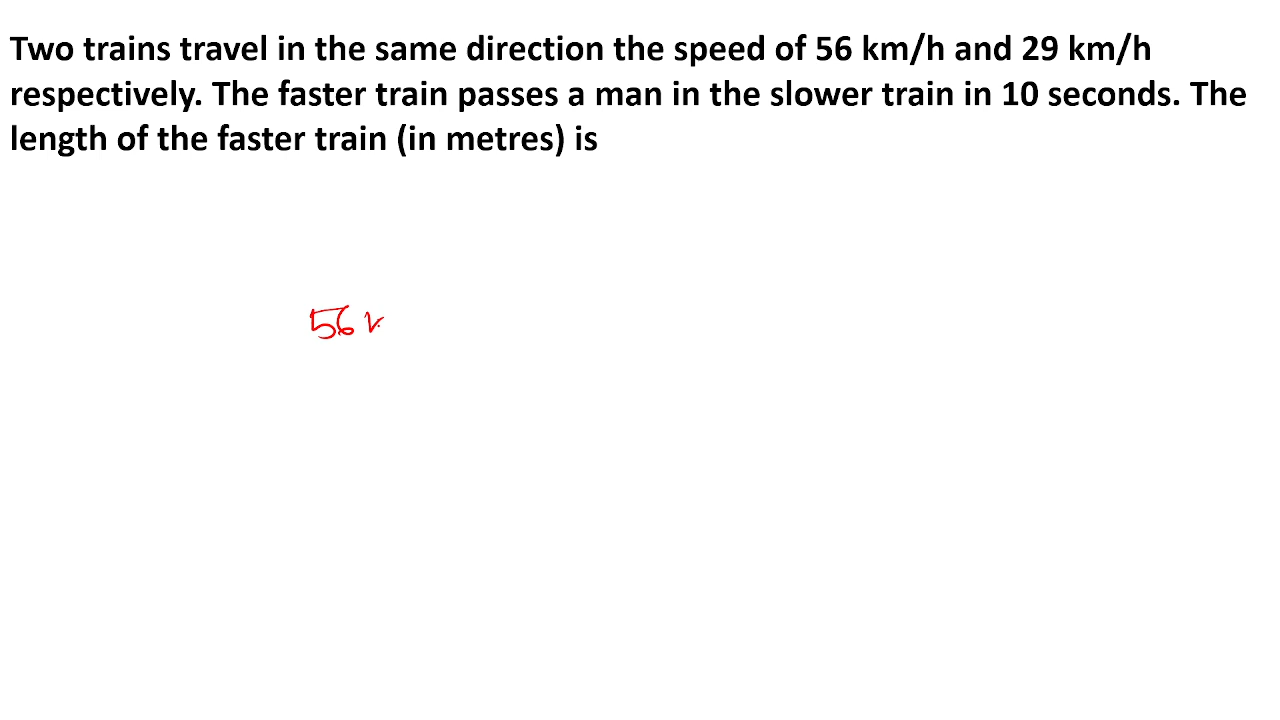 Two trains travel in the same direction the speed of 56 km/h and 29 km/h
respectively. The faster train passes a man in the slower train in 10 seconds. The
length of the faster train (in metres) is
56